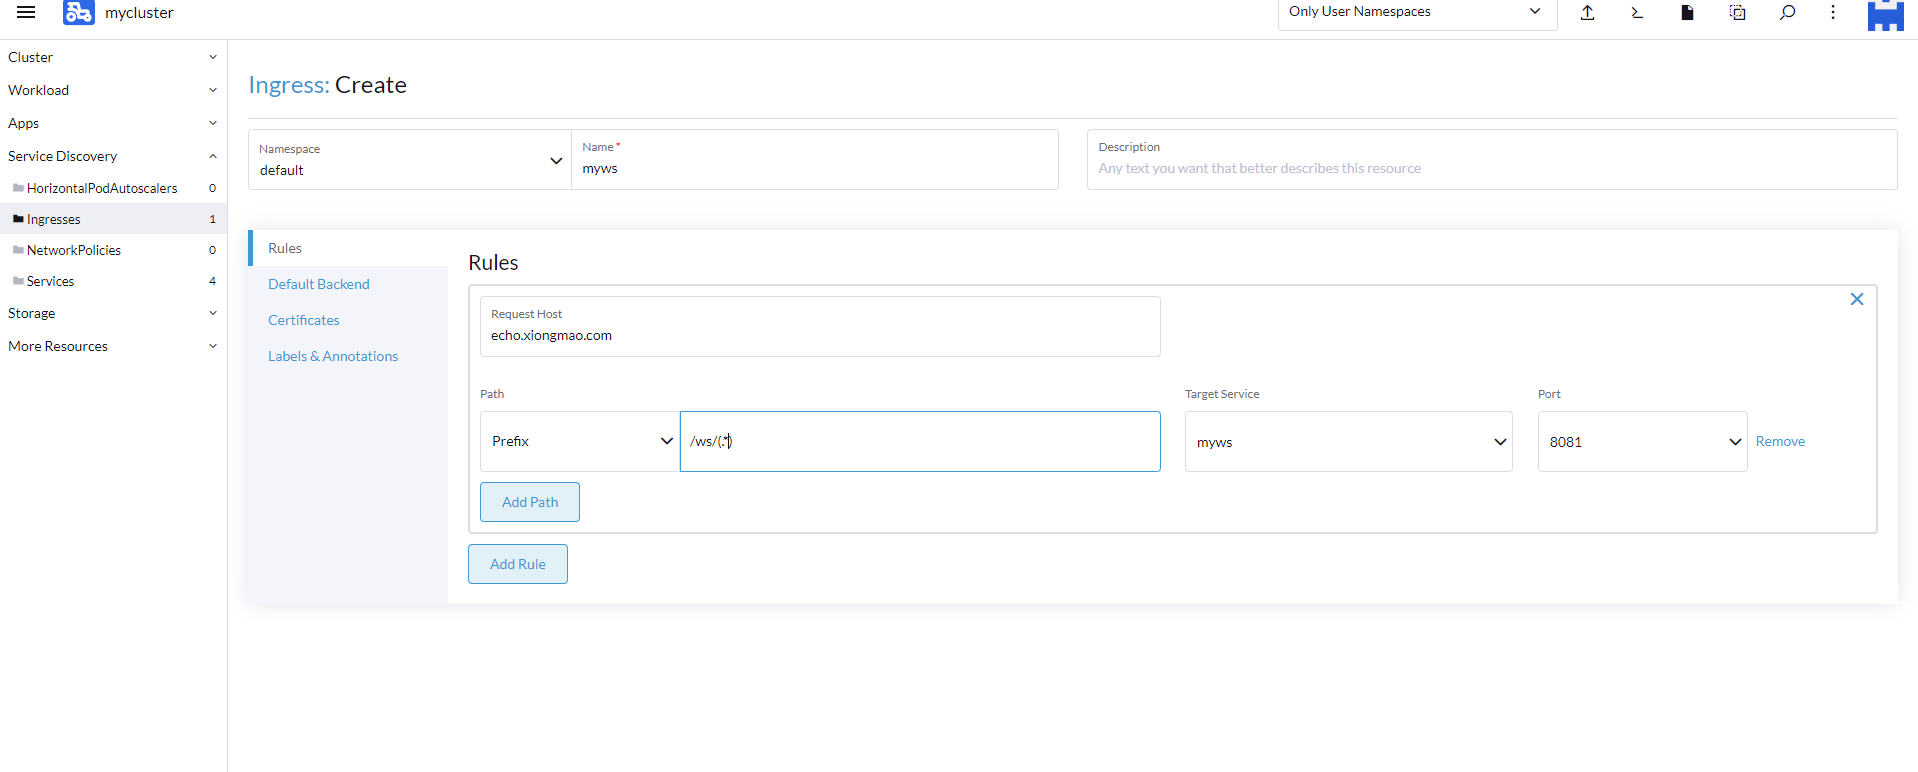 mycluster
Only User Namespaces
Cluster
Workload
Apps
Service Discovery
HorizontalPodAutoscalers 0
Ingresses 1
NetworkPolicies 0
Services 4
Storage
More Resources
Ingress: Create
Namespace
default
Name *
myws
Description
Any text you want that better describes this resource
Rules
Default Backend
Certificates
Labels & Annotations
Rules
Request Host
echo.xiongmao.com
Path
Target Service
Port
Prefix
/ws/(.*)
myws
8081
Remove
Add Path
Add Rule